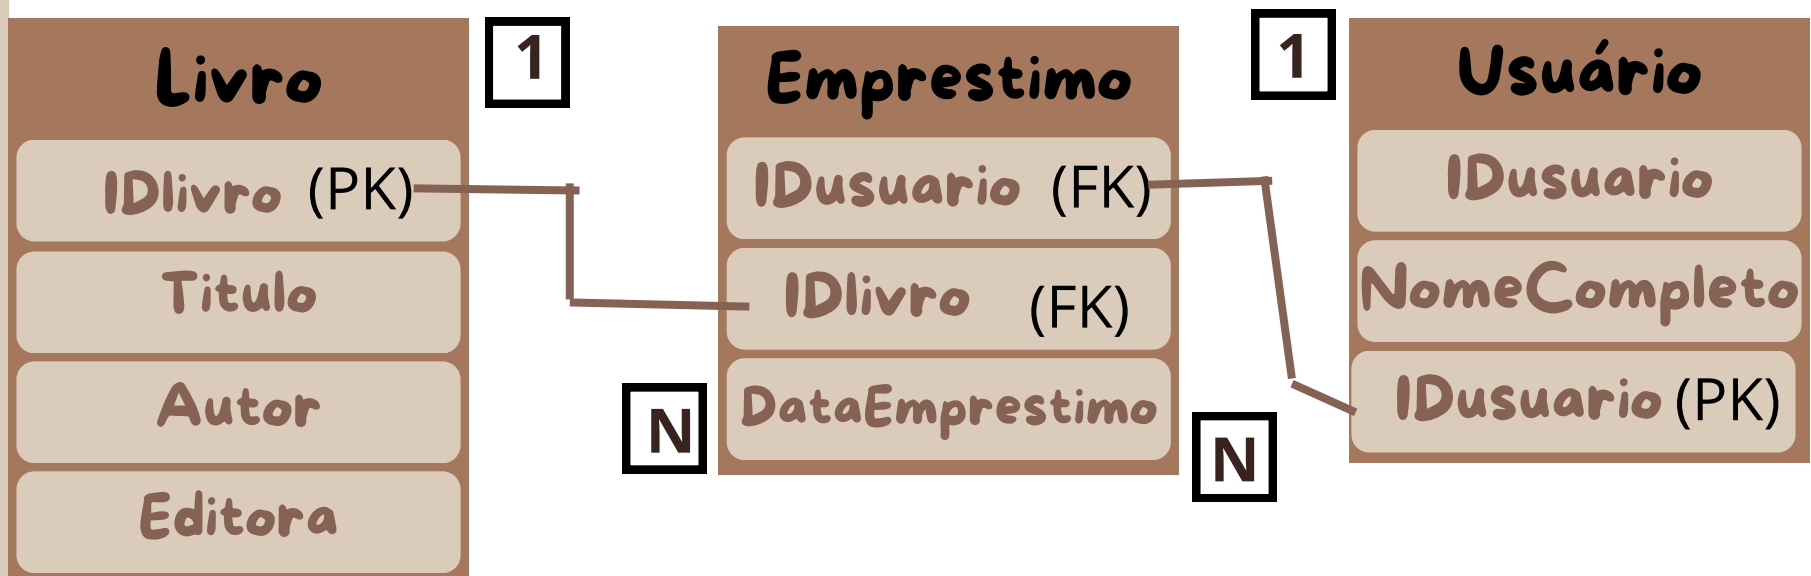 Livro
1
IDlivro (PK)
Titulo
Autor
Editora
Emprestimo
IDusuario (FK)
IDlivro (FK)
DataEmprestimo
N
1
N
Usuário
IDusuario
NomeCompleto
IDusuario (PK)